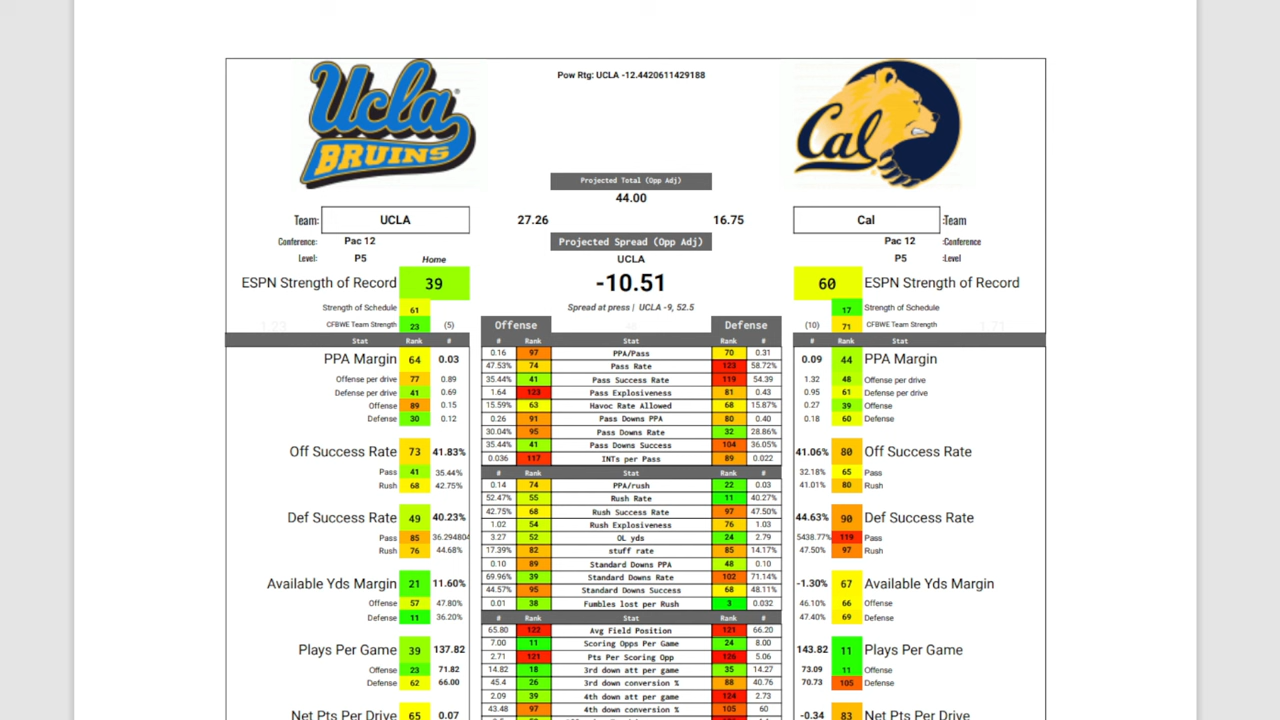 Ucla
BRUINS
Pow Rtg: UCLA -12.4420611429188
Cal
Projected Total (Opp Adj)
44.00
Team: UCLA 27.26 16.75 Cal :Team
Conference: Pac 12 Projected Spread (Opp Adj) Pac 12 :Conference
Level: P5 Home UCLA P5 :Level
ESPN Strength of Record 39 -10.51 60 ESPN Strength of Record
Strength of Schedule 61 Spread at press | UCLA -9, 52.5 17 Strength of Schedule
CFBWE Team Strength 23 (5) Offense Defense (10) 71 CFBWE Team Strength
Stat Rank # # Rank Stat Rank # # Rank Stat
PPA Margin 64 0.03 0.16 97 PPA/Pass 70 0.31 0.09 44 PPA Margin
47.53% 74 Pass Rate 123 58.72%
Offense per drive 77 0.89 35.44% 41 Pass Success Rate 119 54.39 1.32 48 Offense per drive
Defense per drive 41 0.69 1.64 123 Pass Explosiveness 81 0.43 0.95 61 Defense per drive
Offense 89 0.15 15.59% 63 Havoc Rate Allowed 68 15.87% 0.27 39 Offense
Defense 30 0.12 0.26 91 Pass Downs PPA 80 0.40 0.18 60 Defense
30.04% 95 Pass Downs Rate 32 28.86%
Off Success Rate 73 41.83% 35.44% 41 Pass Downs Success 104 36.05% 41.06% 80 Off Success Rate
0.036 117 INTs per Pass 89 0.022
Pass 41 35.44% # Rank Stat Rank # 32.18% 65 Pass
Rush 68 42.75% 0.14 74 PPA/rush 22 0.03 41.01% 80 Rush
52.47% 55 Rush Rate 11 40.27%
Def Success Rate 49 40.23% 42.75% 68 Rush Success Rate 97 47.50% 44.63% 90 Def Success Rate
1.02 54 Rush Explosiveness 76 1.03
Pass 85 36.294804 3.27 52 OL yds 24 2.79 5438.77% 119 Pass
Rush 76 44.68% 17.39% 82 stuff rate 85 14.17% 47.50% 97 Rush
0.10 89 Standard Downs PPA 48 0.10
Available Yds Margin 21 11.60% 69.96% 39 Standard Downs Rate 102 71.14% -1.30% 67 Available Yds Margin
44.57% 95 Standard Downs Success 68 48.11%
Offense 57 47.80% 0.01 38 Fumbles lost per Rush 3 0.032 46.10% 66 Offense
Defense 11 36.20% # Rank Stat Rank # 47.40% 69 Defense
65.80 122 Avg Field Position 121 66.20
Plays Per Game 39 137.82 7.00 11 Scoring Opps Per Game 24 8.00 143.82 11 Plays Per Game
2.71 121 Pts Per Scoring Opp 126 5.06
Offense 23 71.82 14.82 18 3rd down att per game 35 14.27 73.09 11 Offense
Defense 62 66.00 45.4 26 3rd down conversion % 88 40.76 70.73 105 Defense
2.09 39 4th down att per game 124 2.73
Net Pts Per Drive 65 0.07 43.48 97 4th down conversion % 105 60 -0.34 83 Net Pts Per Drive